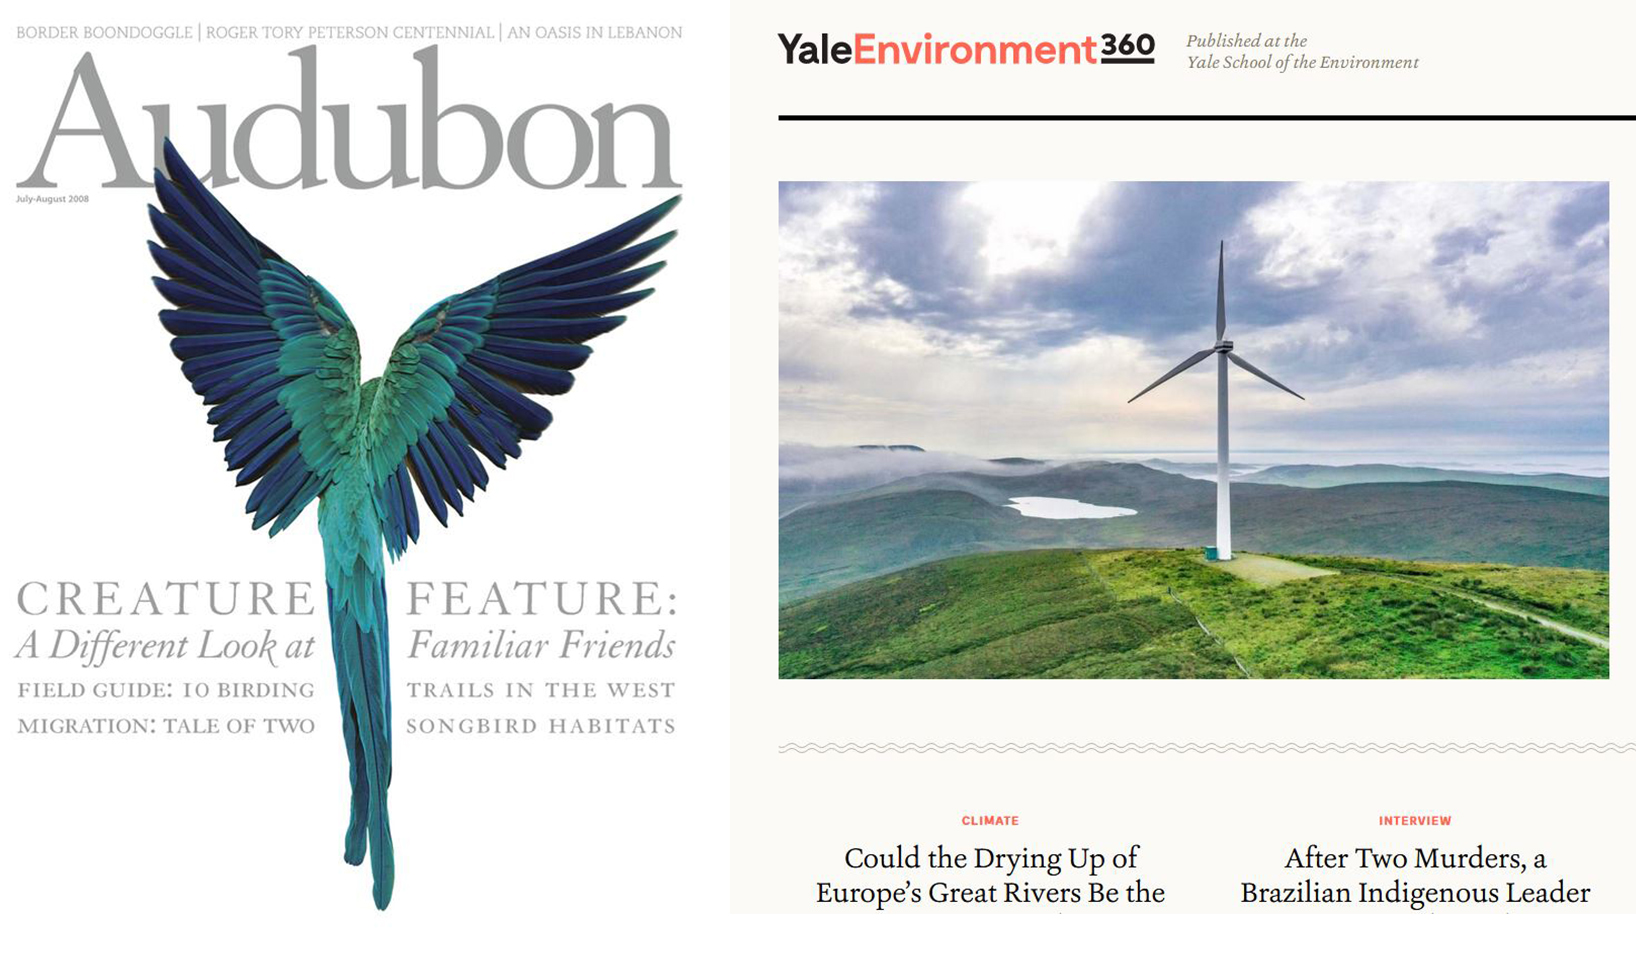 BORDER BOONDOGGLE | ROGER TORY PETERSON CENTENNIAL | AN OASIS IN LEBANON
Audubon
July-August 2008
CREATURE FEATURE:
A Different Look at Familiar Friends
FIELD GUIDE: 10 BIRDING TRAILS IN THE WEST
MIGRATION: TALE OF TWO SONGBIRD HABITATS
YaleEnvironment360
Published at the
Yale School of the Environment
CLIMATE
Could the Drying Up of
Europe's Great Rivers Be the
INTERVIEW
After Two Murders, a
Brazilian Indigenous Leader